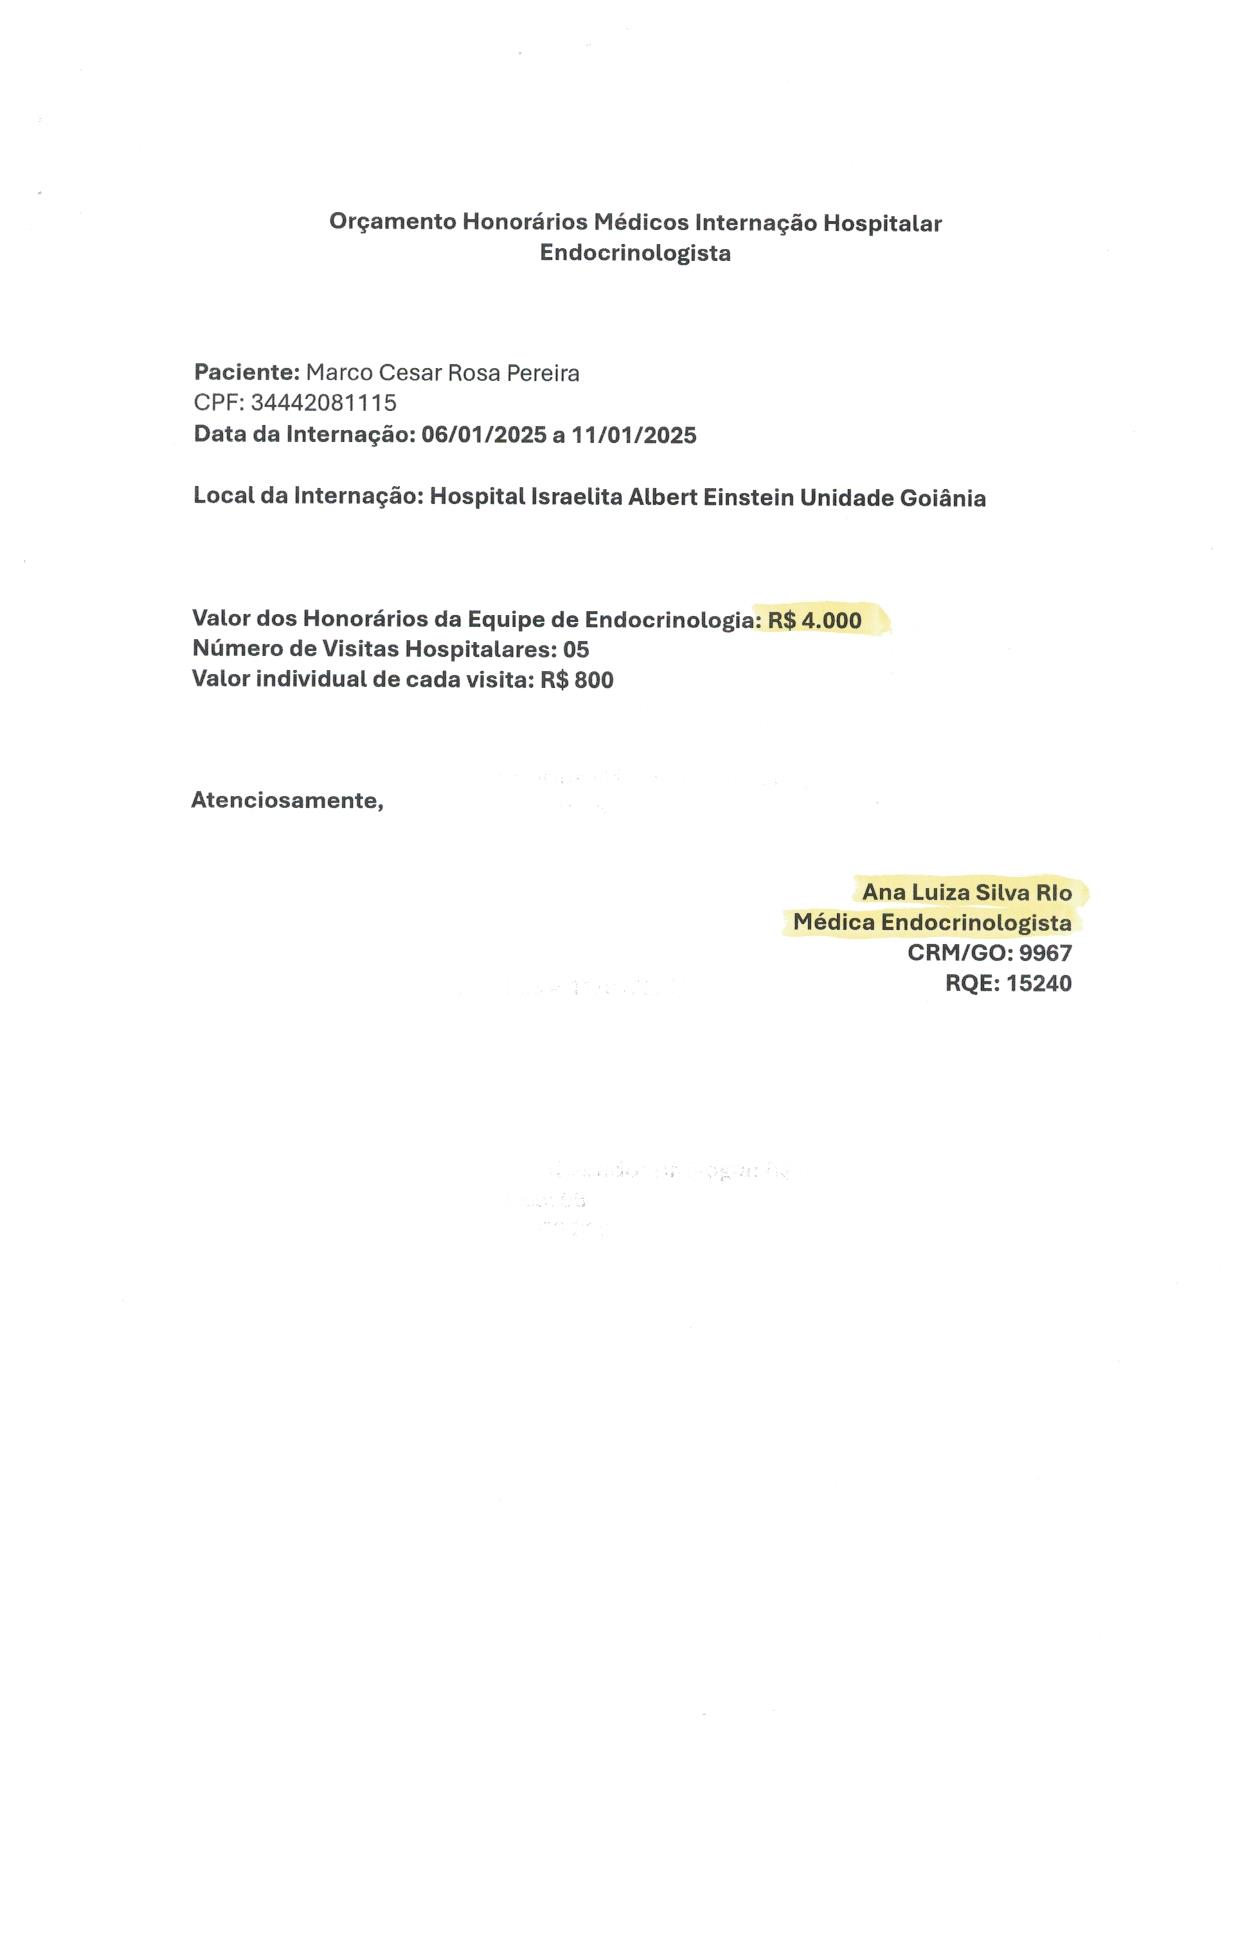 Orçamento Honorários Médicos Internação Hospitalar
Endocrinologista
Paciente: Marco Cesar Rosa Pereira
CPF: 34442081115
Data da Internação: 06/01/2025 a 11/01/2025
Local da Internação: Hospital Israelita Albert Einstein Unidade Goiânia
Valor dos Honorários da Equipe de Endocrinologia: R$ 4.000
Número de Visitas Hospitalares: 05
Valor individual de cada visita: R$ 800
Atenciosamente,
Ana Luiza Silva RIo
Médica Endocrinologista
CRM/GO: 9967
RQE: 15240